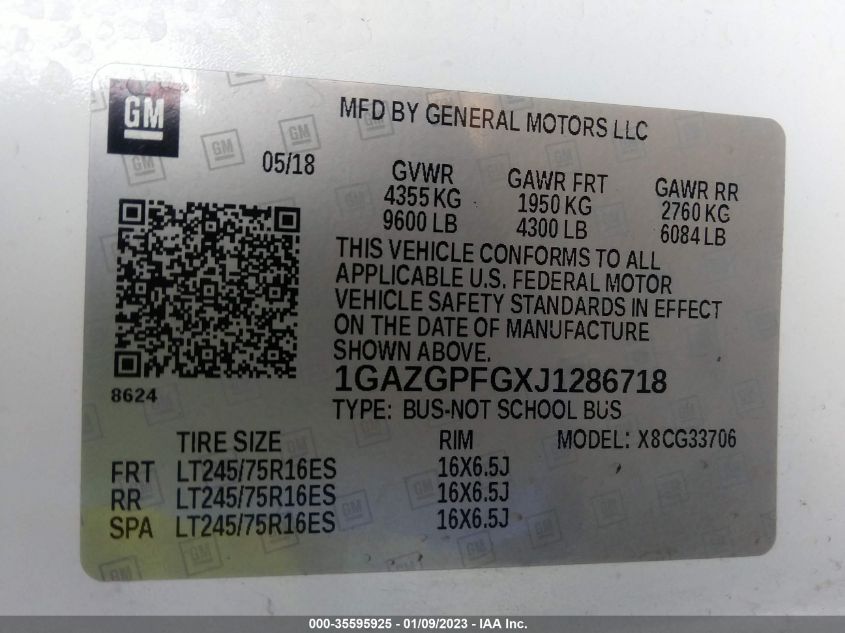 GM
MFD BY GENERAL MOTORS LLC
05/18
GVWR GAWR FRT GAWR RR
4355 KG 1950 KG 2760 KG
9600 LB 4300 LB 6084 LB
THIS VEHICLE CONFORMS TO ALL
APPLICABLE U.S. FEDERAL MOTOR
VEHICLE SAFETY STANDARDS IN EFFECT
ON THE DATE OF MANUFACTURE
SHOWN ABOVE.
8624
1GAZGPFGXJ1286718
TYPE: BUS-NOT SCHOOL BUS
TIRE SIZE RIM MODEL: X8CG33706
FRT LT245/75R16ES 16X6.5J
RR LT245/75R16ES 16X6.5J
SPA LT245/75R16ES 16X6.5J
000-35595925 - 01/09/2023 - IAA Inc.